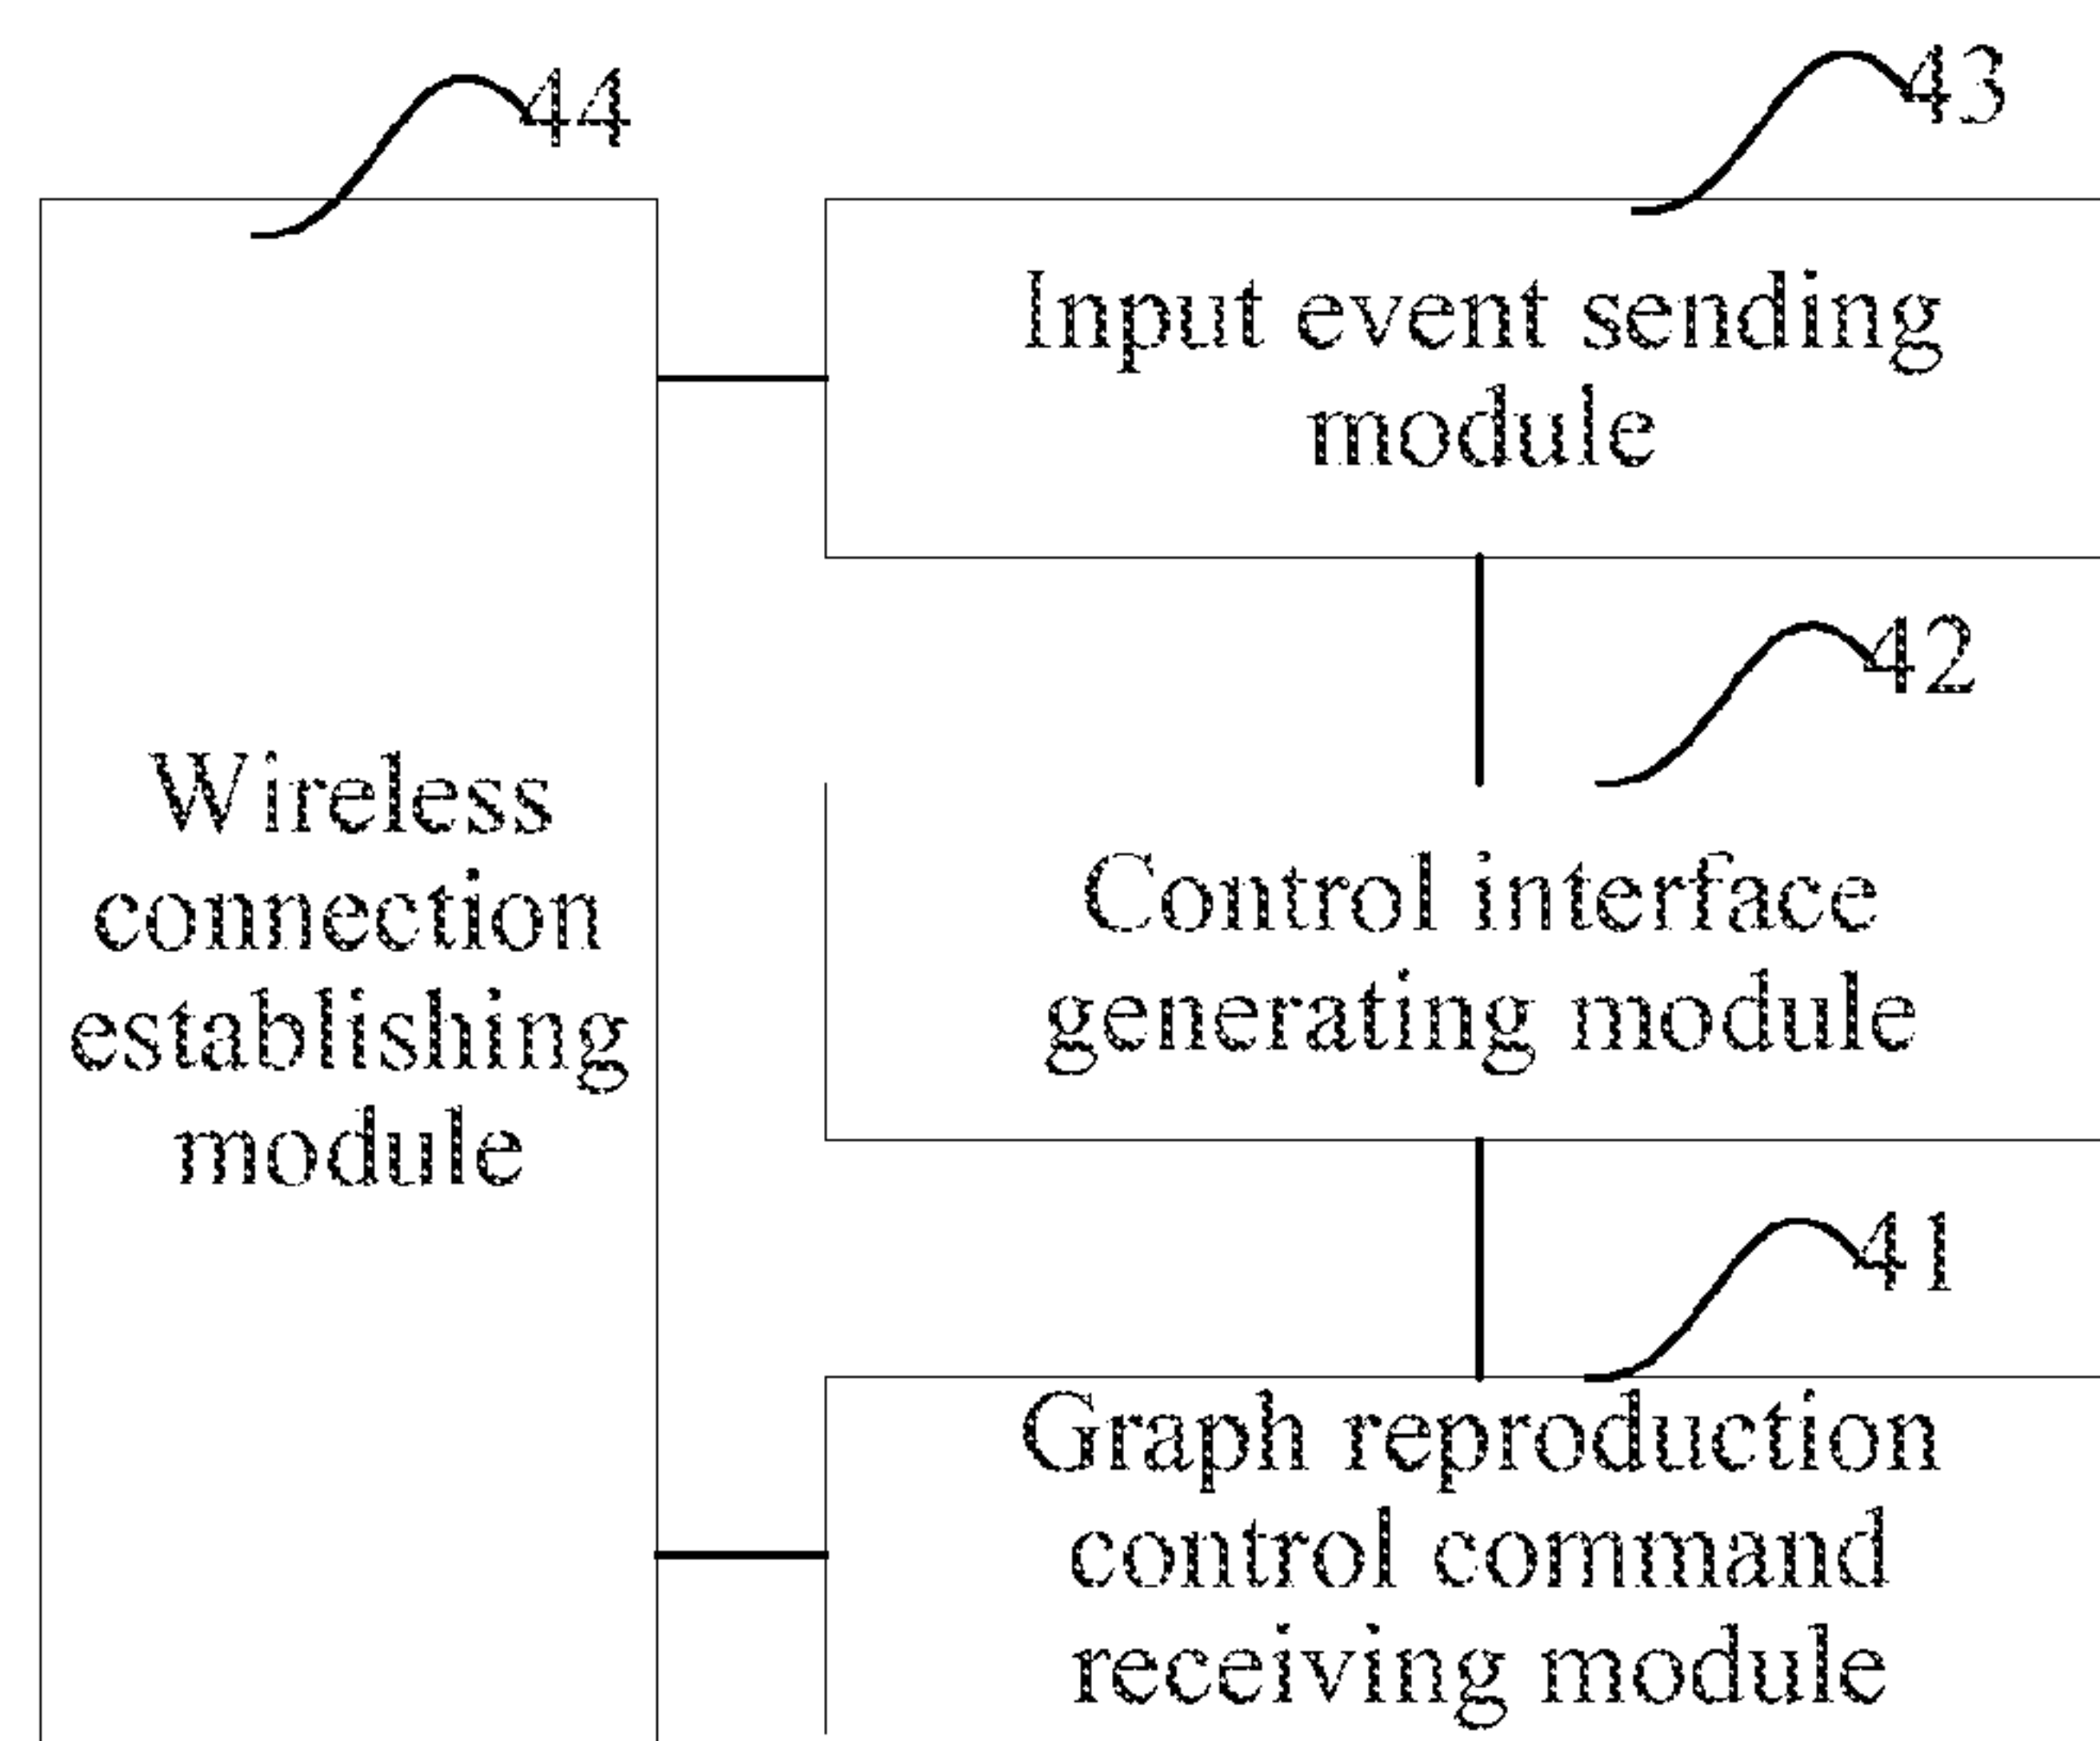 44
43
Input event sending
module
42
Wireless
connection
establishing
module
Control interface
generating module
41
Graph reproduction
control command
receiving module